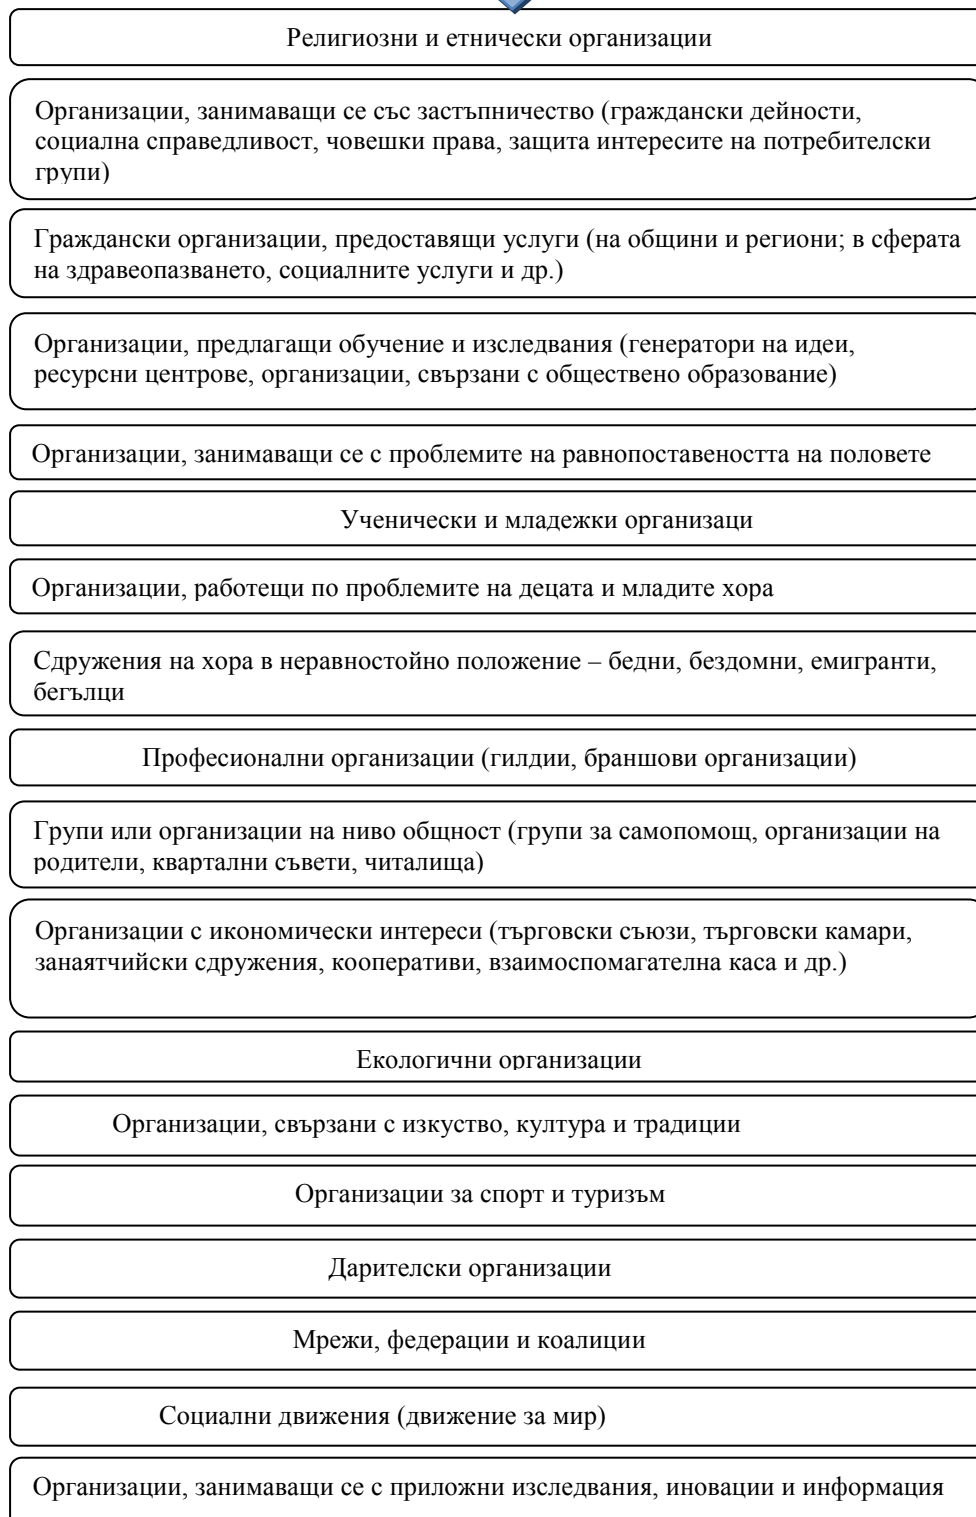 Религиозни и етнически организации
Организации, занимаващи се със застъпничество (граждански дейности,
социална справедливост, човешки права, защита интересите на потребителски
групи)
Граждански организации, предоставящи услуги (на общини и региони; в сферата
на здравеопазването, социалните услуги и др.)
Организации, предлагащи обучение и изследвания (генератори на идеи,
ресурсни центрове, организации, свързани с обществено образование)
Организации, занимаващи се с проблемите на равнопоставеността на половете
Ученически и младежки организаци
Организации, работещи по проблемите на децата и младите хора
Сдружения на хора в неравностойно положение – бедни, бездомни, емигранти,
бегълци
Професионални организации (гилдии, браншови организации)
Групи или организации на ниво общност (групи за самопомощ, организации на
родители, квартални съвети, читалища)
Организации с икономически интереси (търговски съюзи, търговски камари,
занаятчийски сдружения, кооперативи, взаимоспомагателна каса и др.)
Екологични организации
Организации, свързани с изкуство, култура и традиции
Организации за спорт и туризъм
Дарителски организации
Мрежи, федерации и коалиции
Социални движения (движение за мир)
Организации, занимаващи се с приложни изследвания, иновации и информация